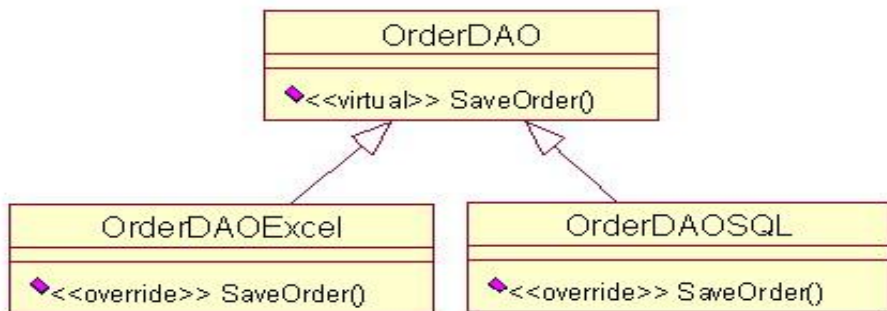 OrderDAO
<<virtual>> SaveOrder()
OrderDAOExcel
<<override>> SaveOrder()
OrderDAOSQL
<<override>> SaveOrder()